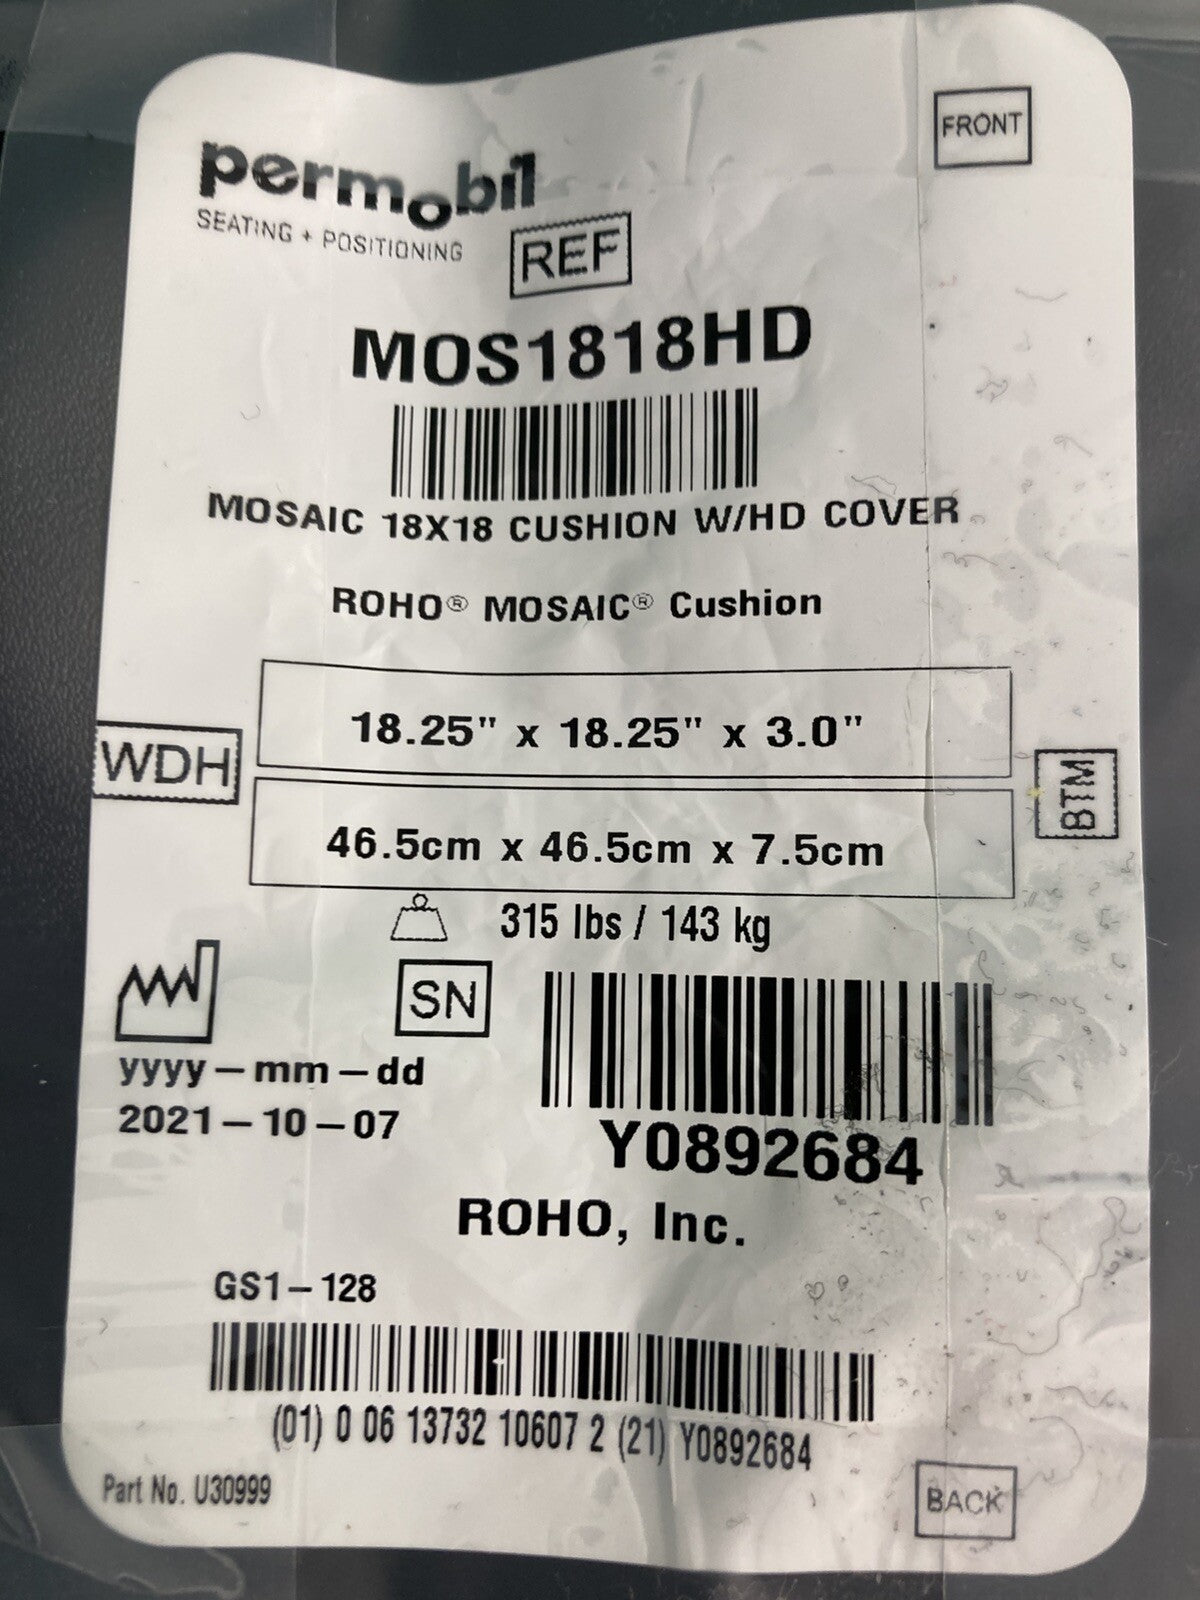 FRONT
permobil
SEATING + POSITIONING
REF
MOS1818HD
MOSAIC 18X18 CUSHION W/HD COVER
ROHO® MOSAIC® Cushion
WDH
18.25" x 18.25" x 3.0"
46.5cm x 46.5cm x 7.5cm
BTM
315 lbs / 143 kg
SN
yyyy-mm-dd
2021-10-07
Y0892684
ROHO, Inc.
GS1-128
(01) 0 06 13732 10607 2 (21) Y0892684
Part No. U30999
BACK